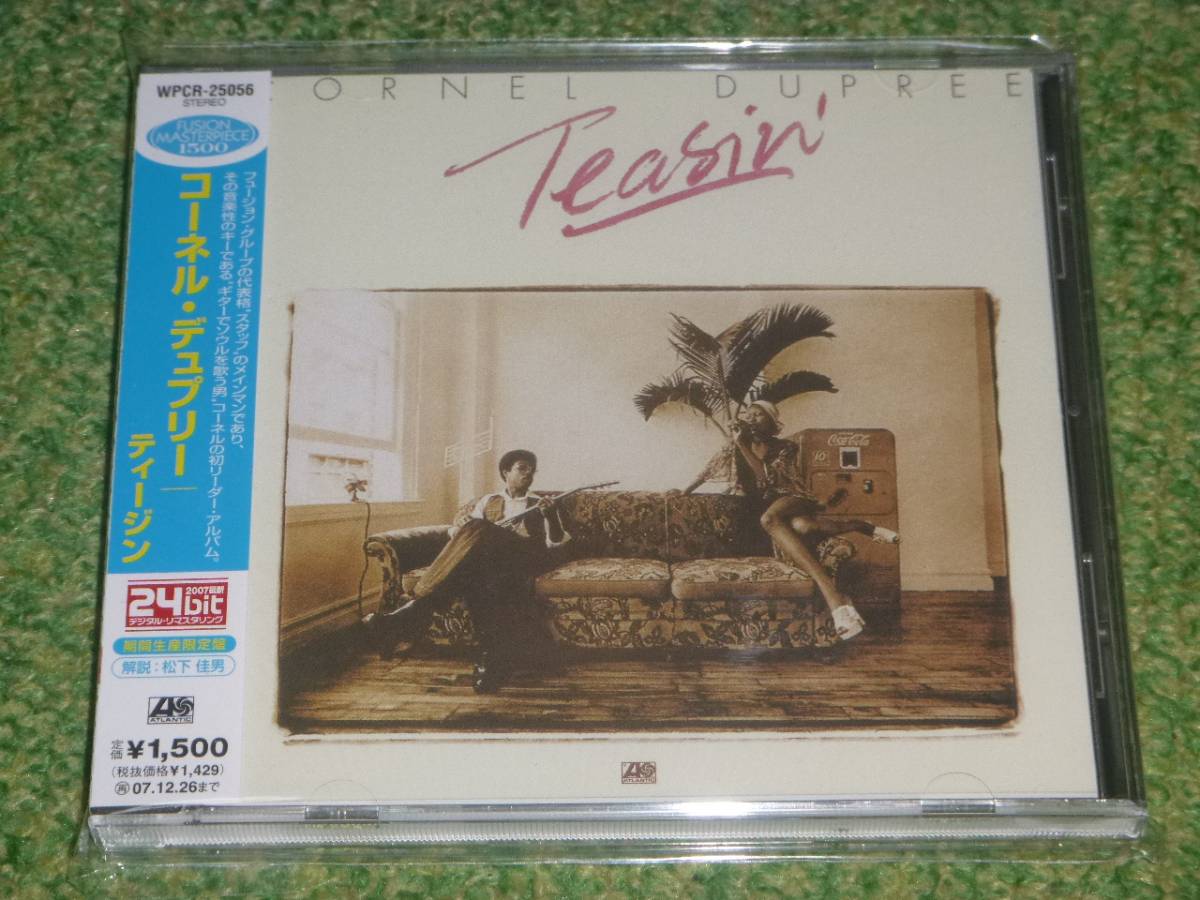 WPCR-25056
STEREO
FUSION
MASTERPIECE
1500
フュージョン・グループの代表格“スタッフ”のメインマンであり、
その音楽性のキーである。“ギターでソウルを歌う男”コーネルの初リーダー・アルバム。
コーネル・デュプリー
ティージン
2007最新
24bit
デジタル・リマスタリング
期間生産限定盤
解説：松下 佳男
ATLANTIC
定価 ¥1,500
(税抜価格¥1,429)
再 07.12.26まで
ORNEL DUPREE
Teasin'
Coca-Cola
10
ATLANTIC